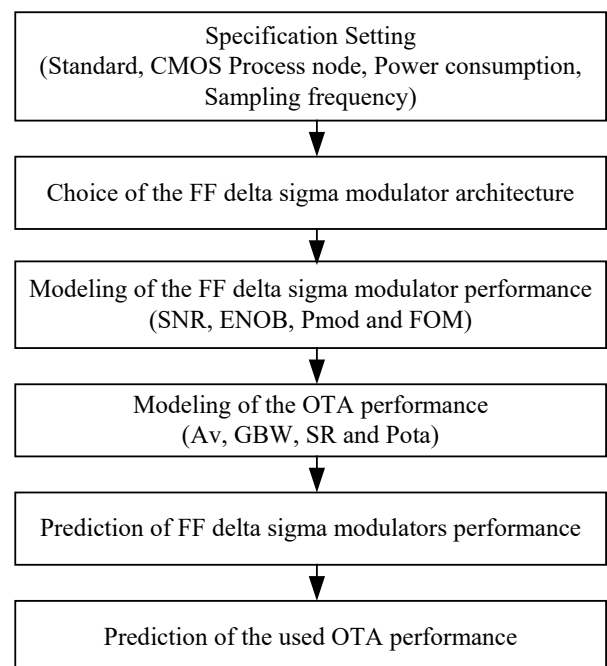 Specification Setting
(Standard, CMOS Process node, Power consumption,
Sampling frequency)
Choice of the FF delta sigma modulator architecture
Modeling of the FF delta sigma modulator performance
(SNR, ENOB, Pmod and FOM)
Modeling of the OTA performance
(Av, GBW, SR and Pota)
Prediction of FF delta sigma modulators performance
Prediction of the used OTA performance